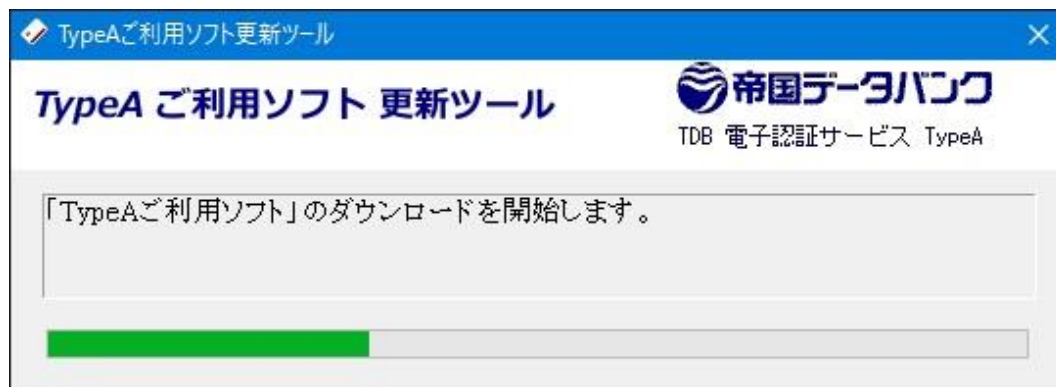 TypeAご利用ソフト更新ツール
TypeA ご利用ソフト 更新ツール
帝国データバンク
TDB 電子認証サービス TypeA
「TypeAご利用ソフト」のダウンロードを開始します。